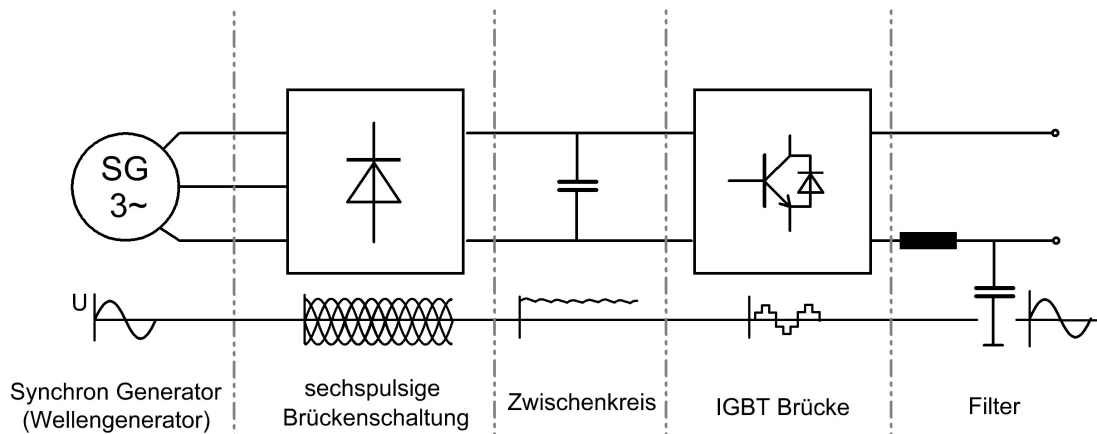 SG
3~
U
Synchron Generator
(Wellengenerator)
sechspulsige
Brückenschaltung
Zwischenkreis
IGBT Brücke
Filter